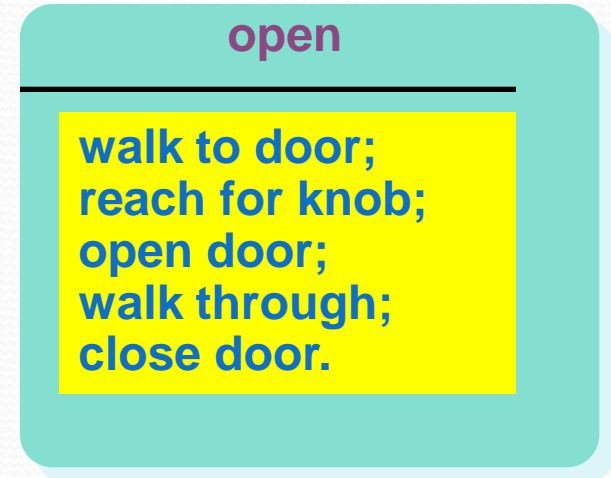 open
walk to door;
reach for knob;
open door;
walk through;
close door.